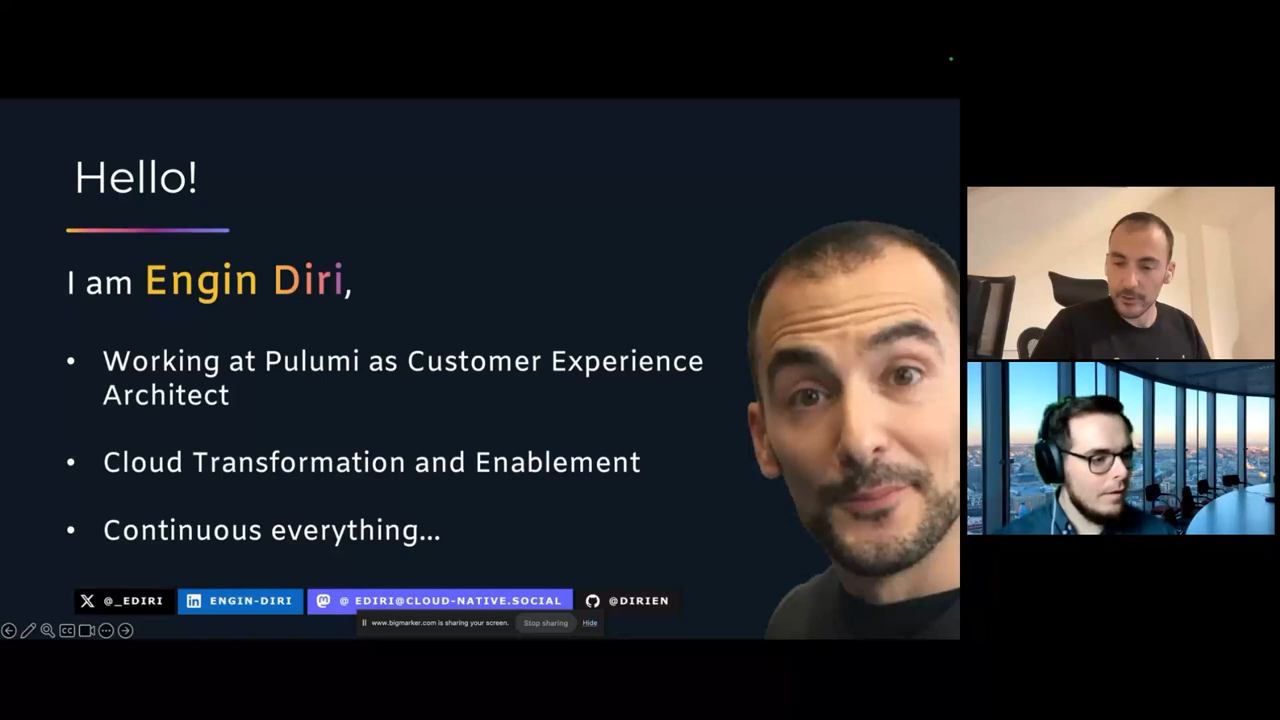 Hello!
I am Engin Diri,
• Working at Pulumi as Customer Experience
Architect
• Cloud Transformation and Enablement
• Continuous everything...
@_EDIRI
ENGIN-DIRI
@ EDIRI@CLOUD-NATIVE.SOCIAL
@DIRIEN
www.bigmarker.com is sharing your screen.
Stop sharing
Hide
CC